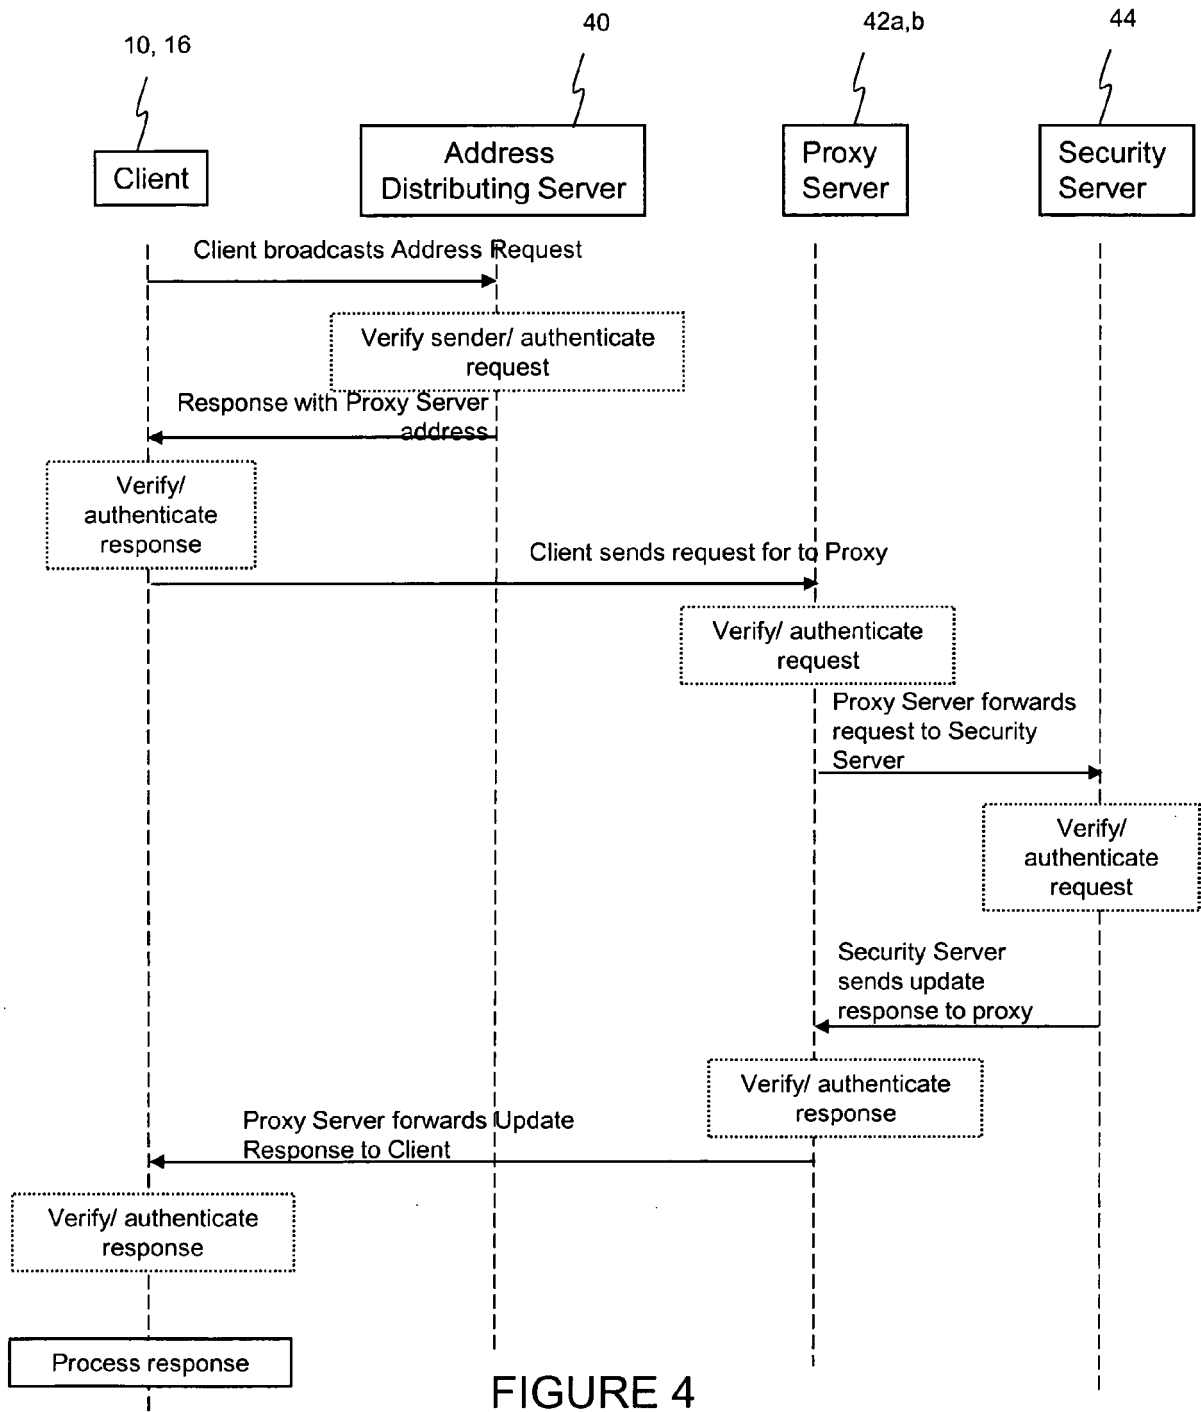 10, 16
40
42a,b
44
Client
Address
Distributing Server
Proxy
Server
Security
Server
Client broadcasts Address Request
Verify sender/ authenticate
request
Response with Proxy Server
address
Verify/
authenticate
response
Client sends request for to Proxy
Verify/ authenticate
request
Proxy Server forwards
request to Security
Server
Verify/
authenticate
request
Security Server
sends update
response to proxy
Verify/ authenticate
response
Proxy Server forwards Update
Response to Client
Verify/ authenticate
response
Process response
FIGURE 4